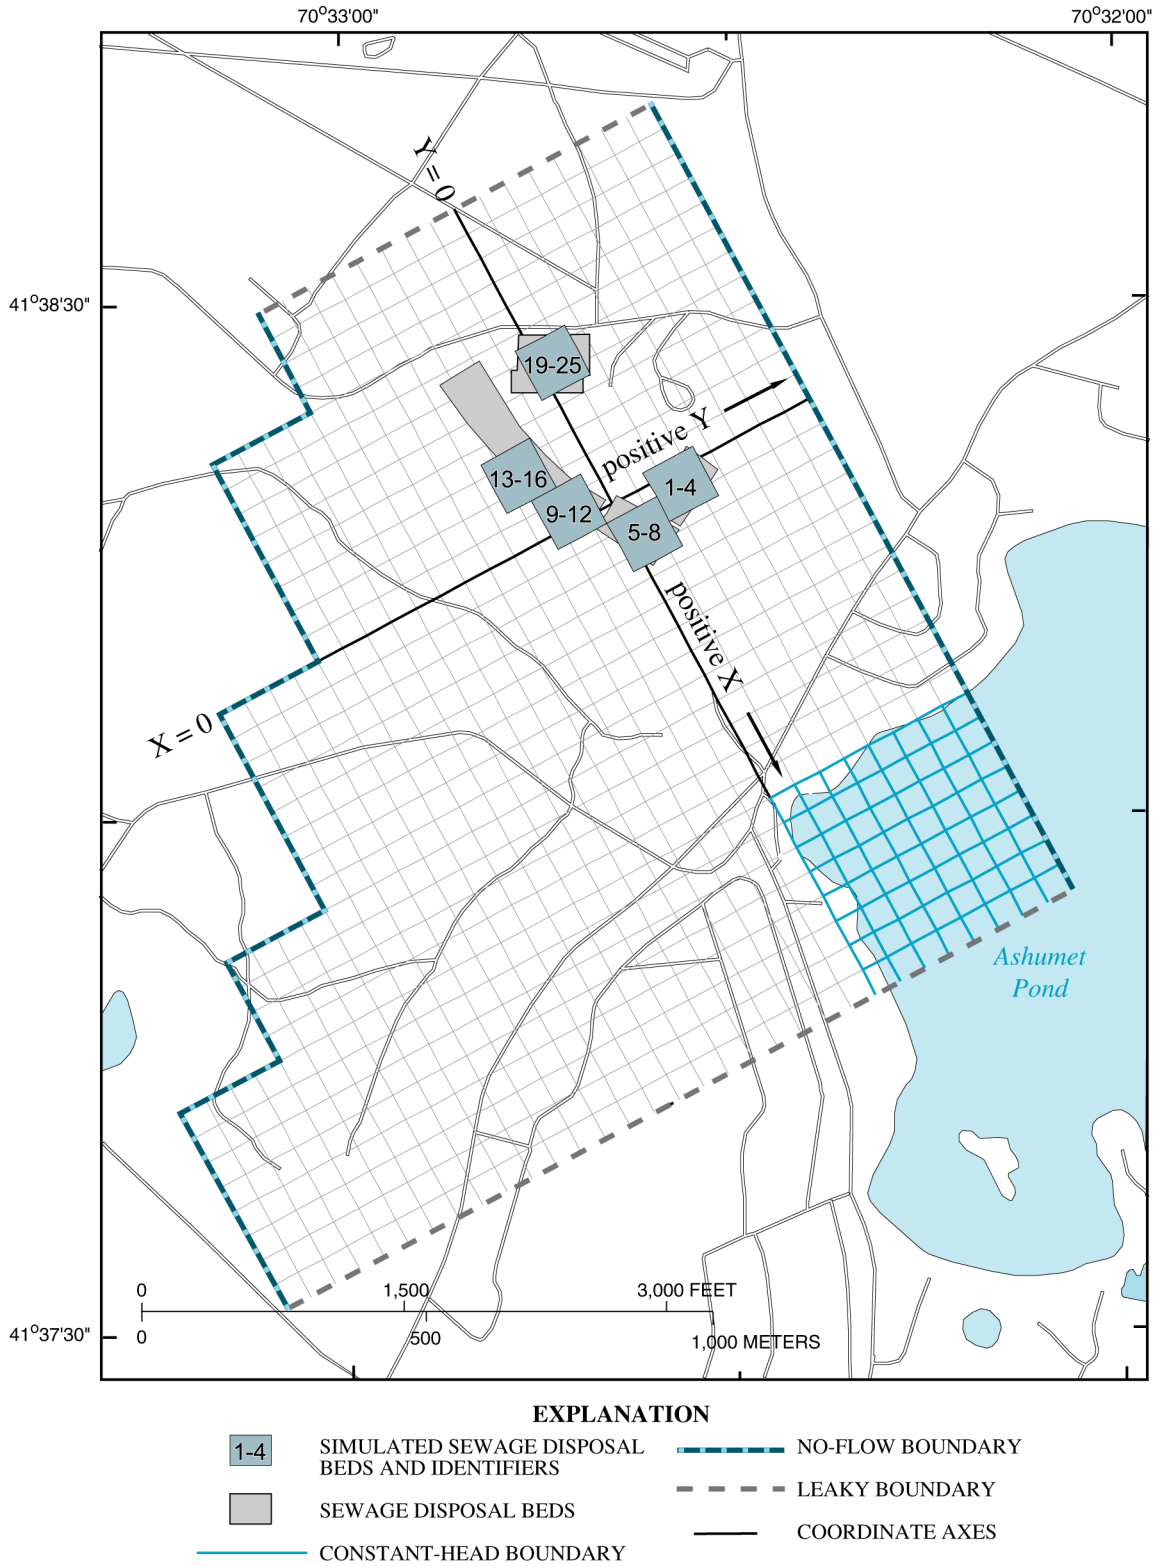 70°33'00"
70°32'00"
Y = 0
41°38'30"
19-25
positive Y
13-16
1-4
9-12
5-8
positive X
X = 0
Ashumet
Pond
0
1,500
3,000 FEET
41°37'30"
0
500
1,000 METERS
EXPLANATION
1-4
SIMULATED SEWAGE DISPOSAL
BEDS AND IDENTIFIERS
SEWAGE DISPOSAL BEDS
CONSTANT-HEAD BOUNDARY
NO-FLOW BOUNDARY
LEAKY BOUNDARY
COORDINATE AXES